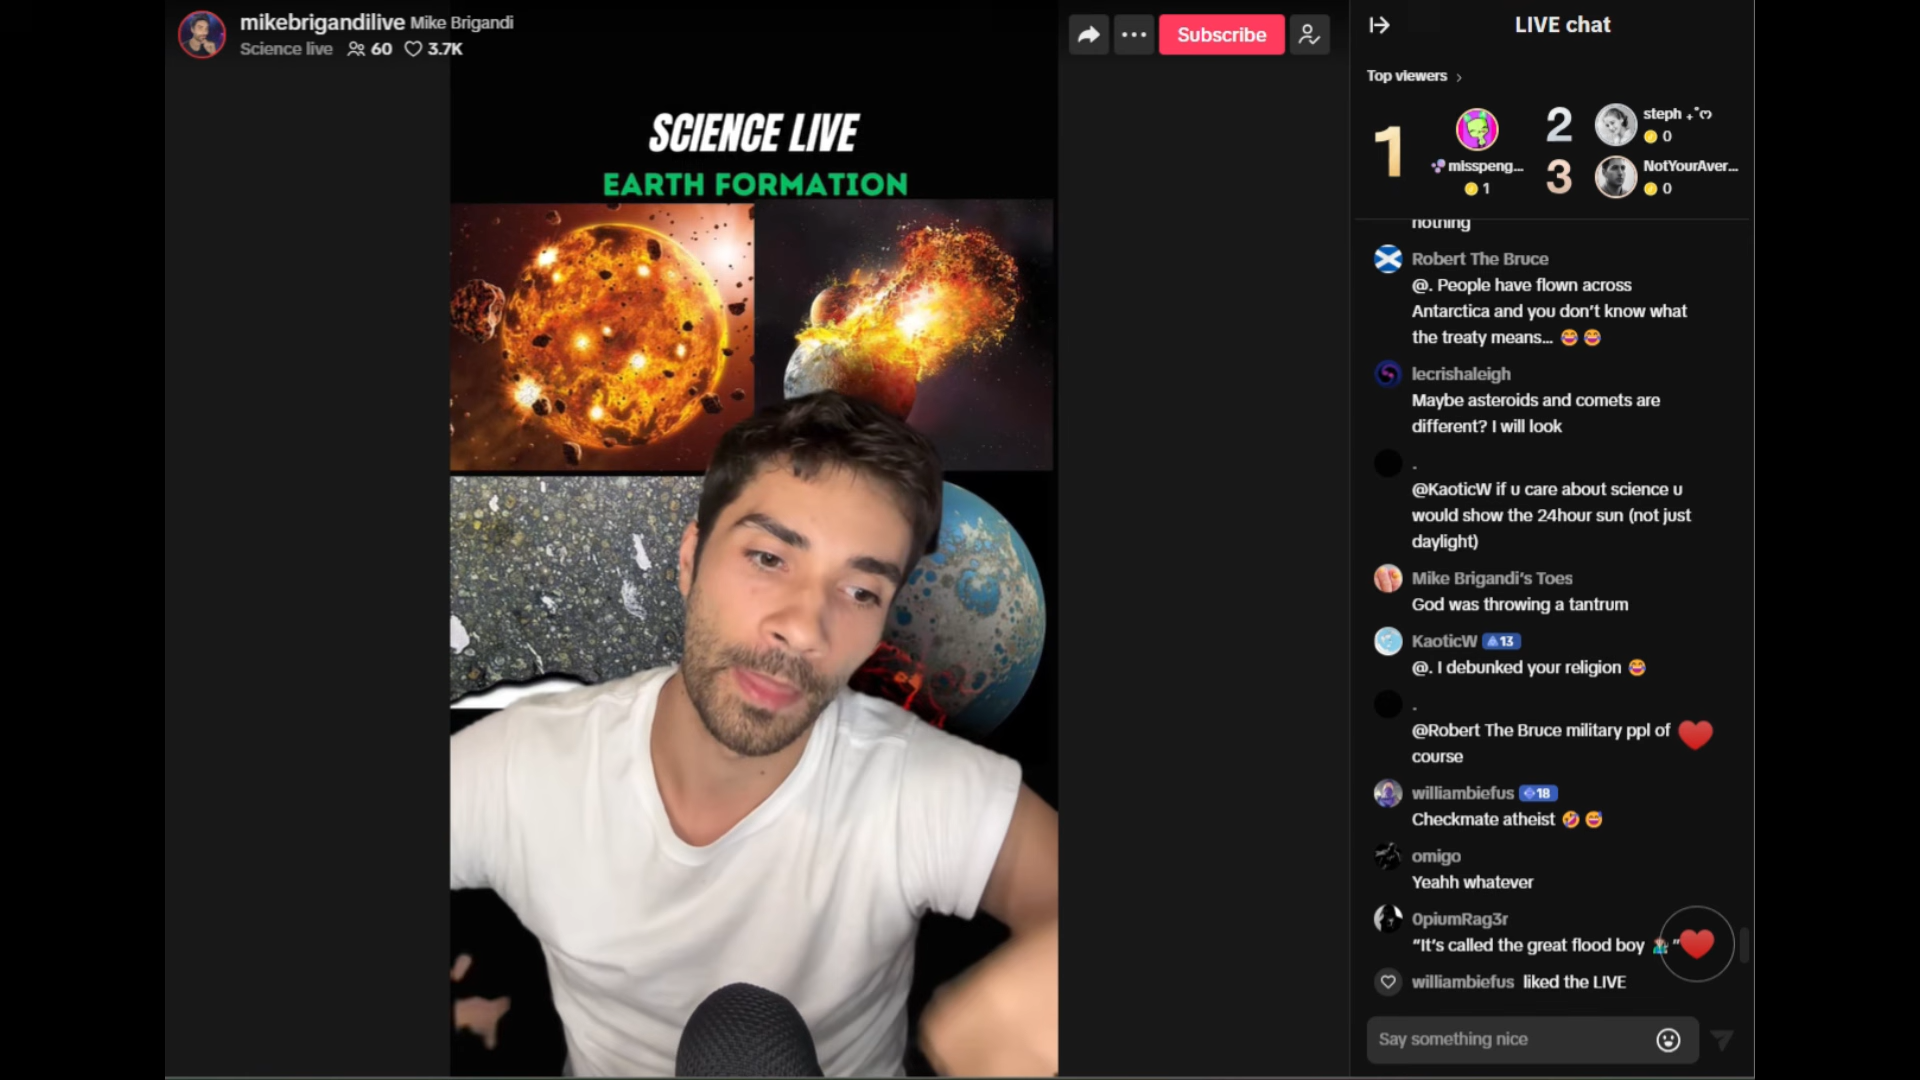 mikebrigandilive Mike Brigandi
Science live 60 3.7K
Subscribe
SCIENCE LIVE
EARTH FORMATION
LIVE chat
Top viewers
1
misspeng...
1
2
steph
0
3
NotYourAver...
0
nothing
Robert The Bruce
@. People have flown across
Antarctica and you don't know what
the treaty means... 😂 😂
lecrishaleigh
Maybe asteroids and comets are
different? I will look
.
@KaoticW if u care about science u
would show the 24hour sun (not just
daylight)
Mike Brigandi's Toes
God was throwing a tantrum
KaoticW 13
@. I debunked your religion 😂
.
@Robert The Bruce military ppl of
course
williambiefus 18
Checkmate atheist 🤣 😅
omigo
Yeahh whatever
0piumRag3r
"It's called the great flood boy 🤷🏻‍♂️"
williambiefus liked the LIVE
Say something nice